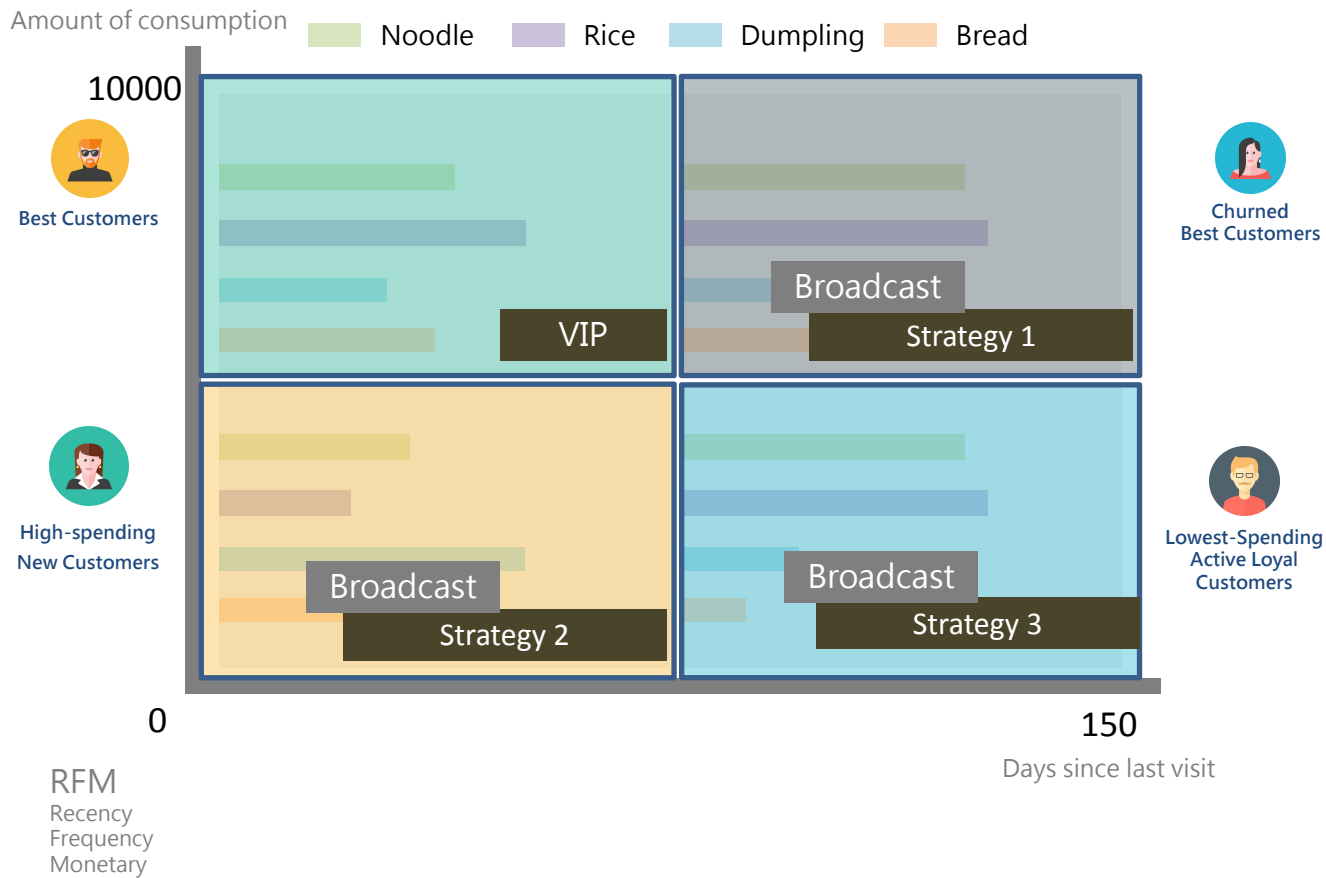 Amount of consumption
Noodle
Rice
Dumpling
Bread
10000
Best Customers
Churned
Best Customers
Broadcast
VIP
Strategy 1
High-spending
New Customers
Lowest-Spending
Active Loyal
Customers
Broadcast
Strategy 2
Broadcast
Strategy 3
0
150
Days since last visit
RFM
Recency
Frequency
Monetary